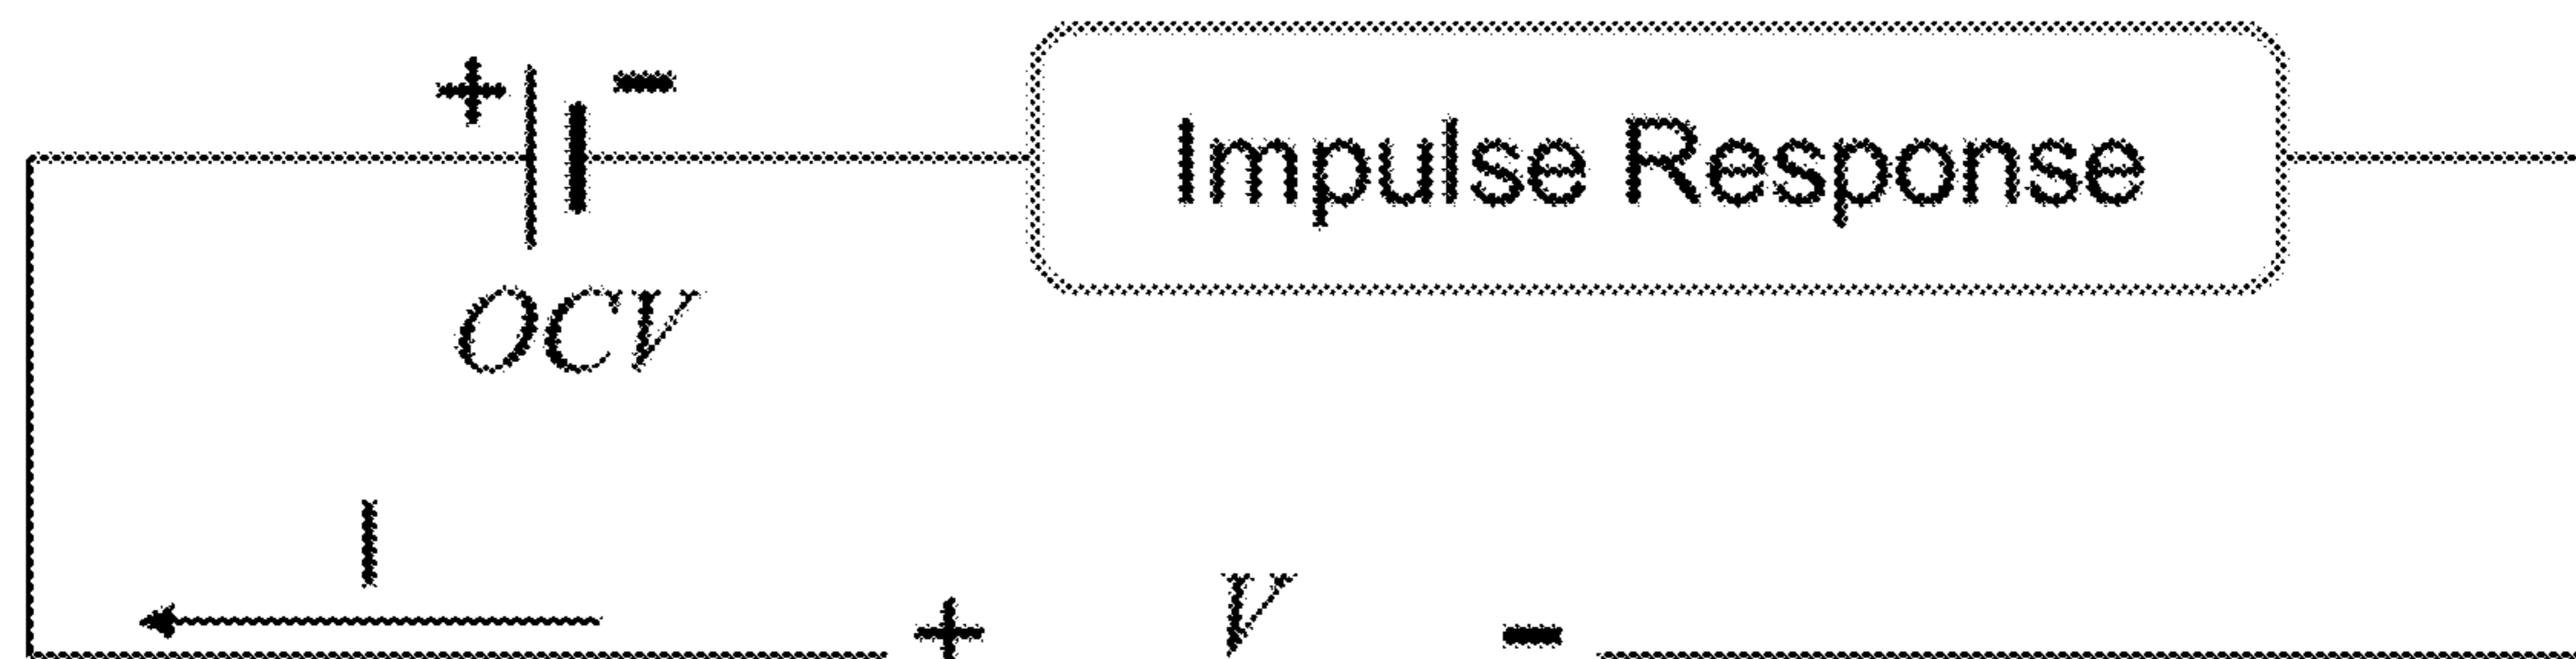 + -
Impulse Response
OCV
I
+ V -